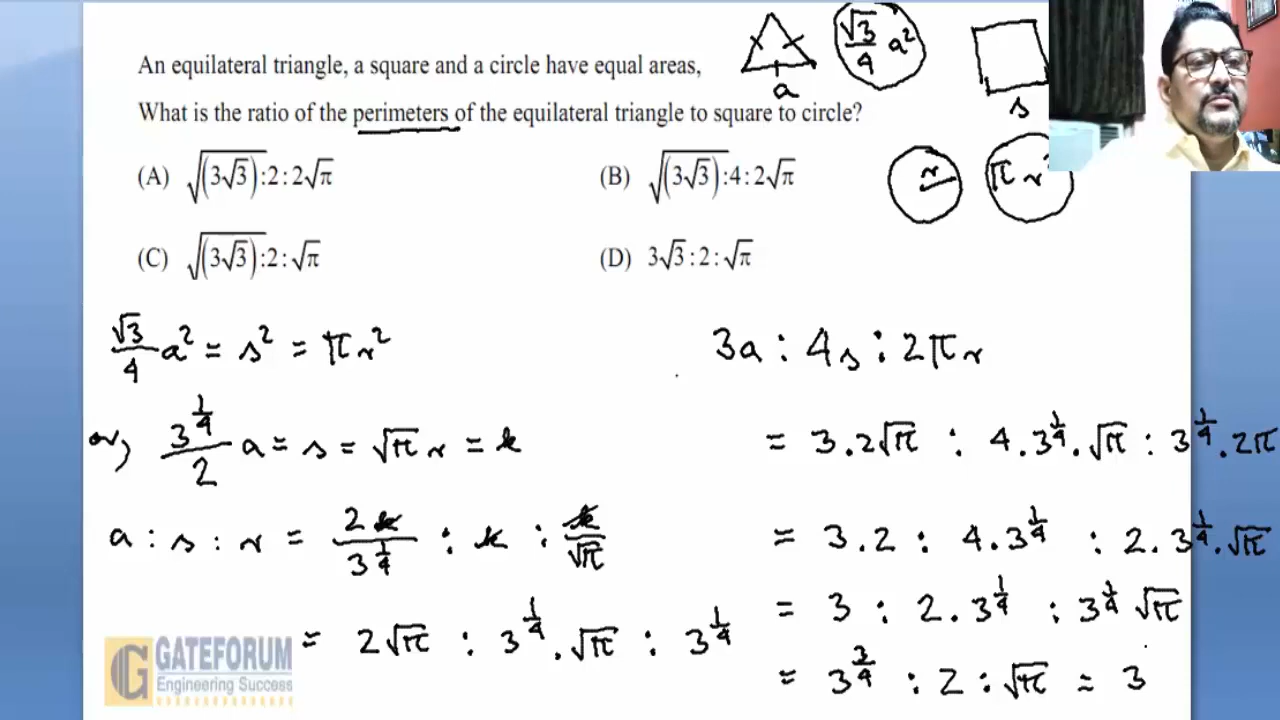 An equilateral triangle, a square and a circle have equal areas,
What is the ratio of the perimeters of the equilateral triangle to square to circle?
√3/4 a²
a
s
r
πr²
(A) √(3√3):2:2√π
(B) √(3√3):4:2√π
(C) √(3√3):2:√π
(D) 3√3:2:√π
√3/4 a² = s² = πr²
3a : 4s : 2πr
or, 3^(1/4)/2 a = s = √π r = k
= 3.2√π : 4.3^(1/4).√π : 3^(1/4).2π
a : s : r = 2k/3^(1/4) : k : k/√π
= 3.2 : 4.3^(1/4) : 2.3^(1/4).√π
= 3 : 2.3^(1/4) : 3^(1/4) √π
= 2√π : 3^(1/4).√π : 3^(1/4)
= 3^(3/4) : 2 : √π = 3
G GATEFORUM
Engineering Success